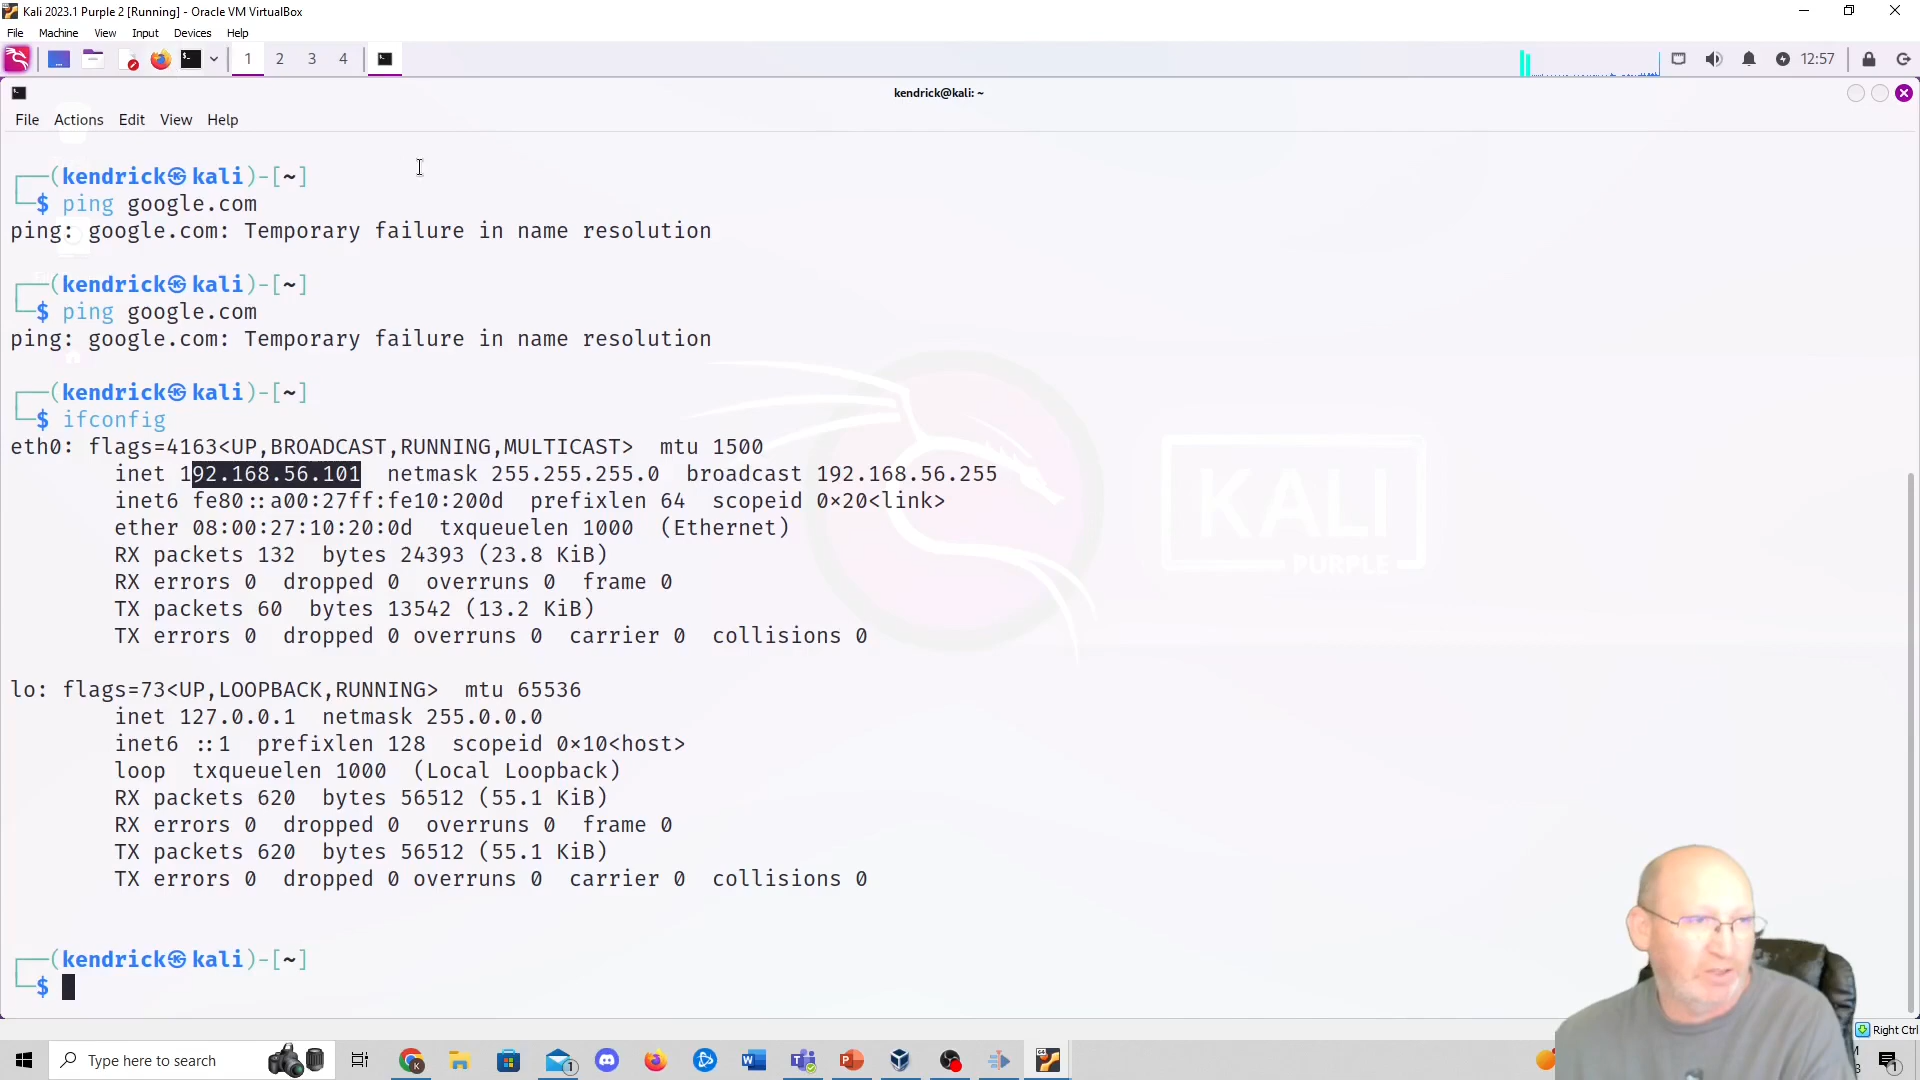 Kali 2023.1 Purple 2 [Running] - Oracle VM VirtualBox
File Machine View Input Devices Help
1 2 3 4
12:57
kendrick@kali: ~
File Actions Edit View Help
┌──(kendrick㉿kali)-[~]
└─$ ping google.com
ping: google.com: Temporary failure in name resolution
┌──(kendrick㉿kali)-[~]
└─$ ping google.com
ping: google.com: Temporary failure in name resolution
┌──(kendrick㉿kali)-[~]
└─$ ifconfig
eth0: flags=4163<UP,BROADCAST,RUNNING,MULTICAST>  mtu 1500
inet 192.168.56.101  netmask 255.255.255.0  broadcast 192.168.56.255
inet6 fe80::a00:27ff:fe10:200d  prefixlen 64  scopeid 0×20<link>
ether 08:00:27:10:20:0d  txqueuelen 1000  (Ethernet)
RX packets 132  bytes 24393 (23.8 KiB)
RX errors 0  dropped 0  overruns 0  frame 0
TX packets 60  bytes 13542 (13.2 KiB)
TX errors 0  dropped 0 overruns 0  carrier 0  collisions 0
KALI
PURPLE
lo: flags=73<UP,LOOPBACK,RUNNING>  mtu 65536
inet 127.0.0.1  netmask 255.0.0.0
inet6 ::1  prefixlen 128  scopeid 0×10<host>
loop  txqueuelen 1000  (Local Loopback)
RX packets 620  bytes 56512 (55.1 KiB)
RX errors 0  dropped 0  overruns 0  frame 0
TX packets 620  bytes 56512 (55.1 KiB)
TX errors 0  dropped 0 overruns 0  carrier 0  collisions 0
┌──(kendrick㉿kali)-[~]
└─$
Right Ctrl
Type here to search